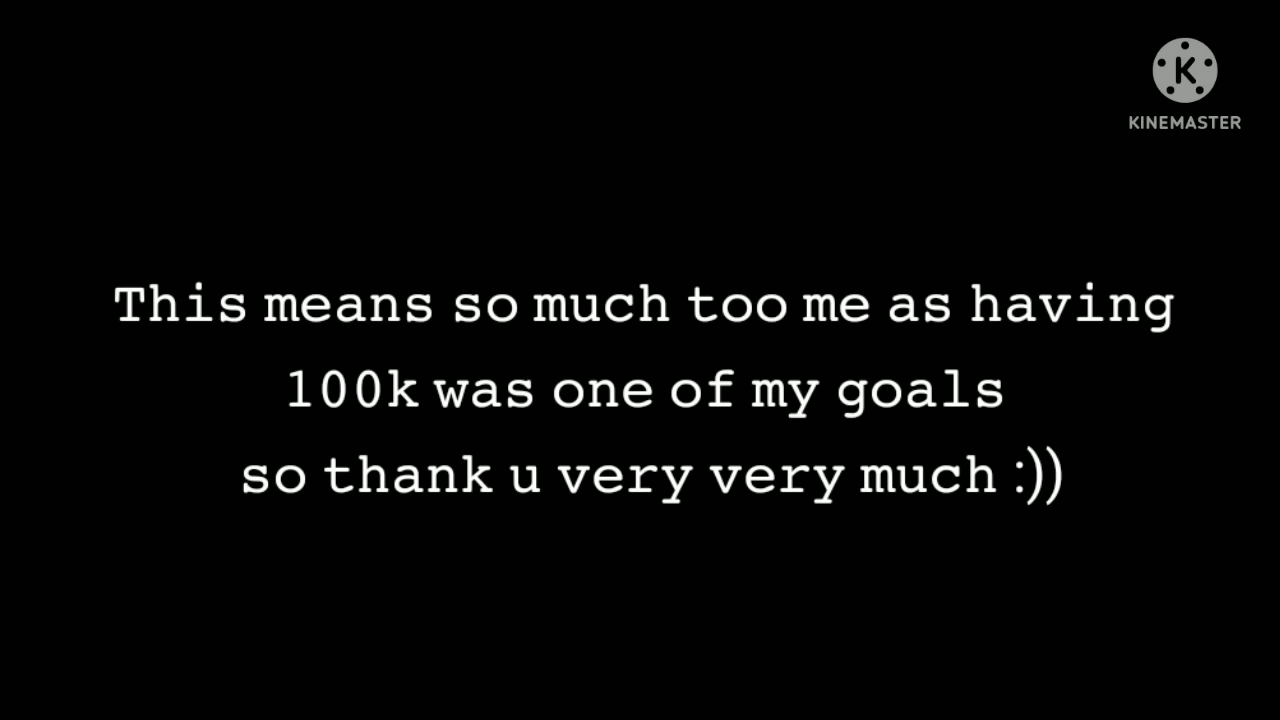 KINEMASTER
This means so much too me as having
100k was one of my goals
so thank u very very much :))